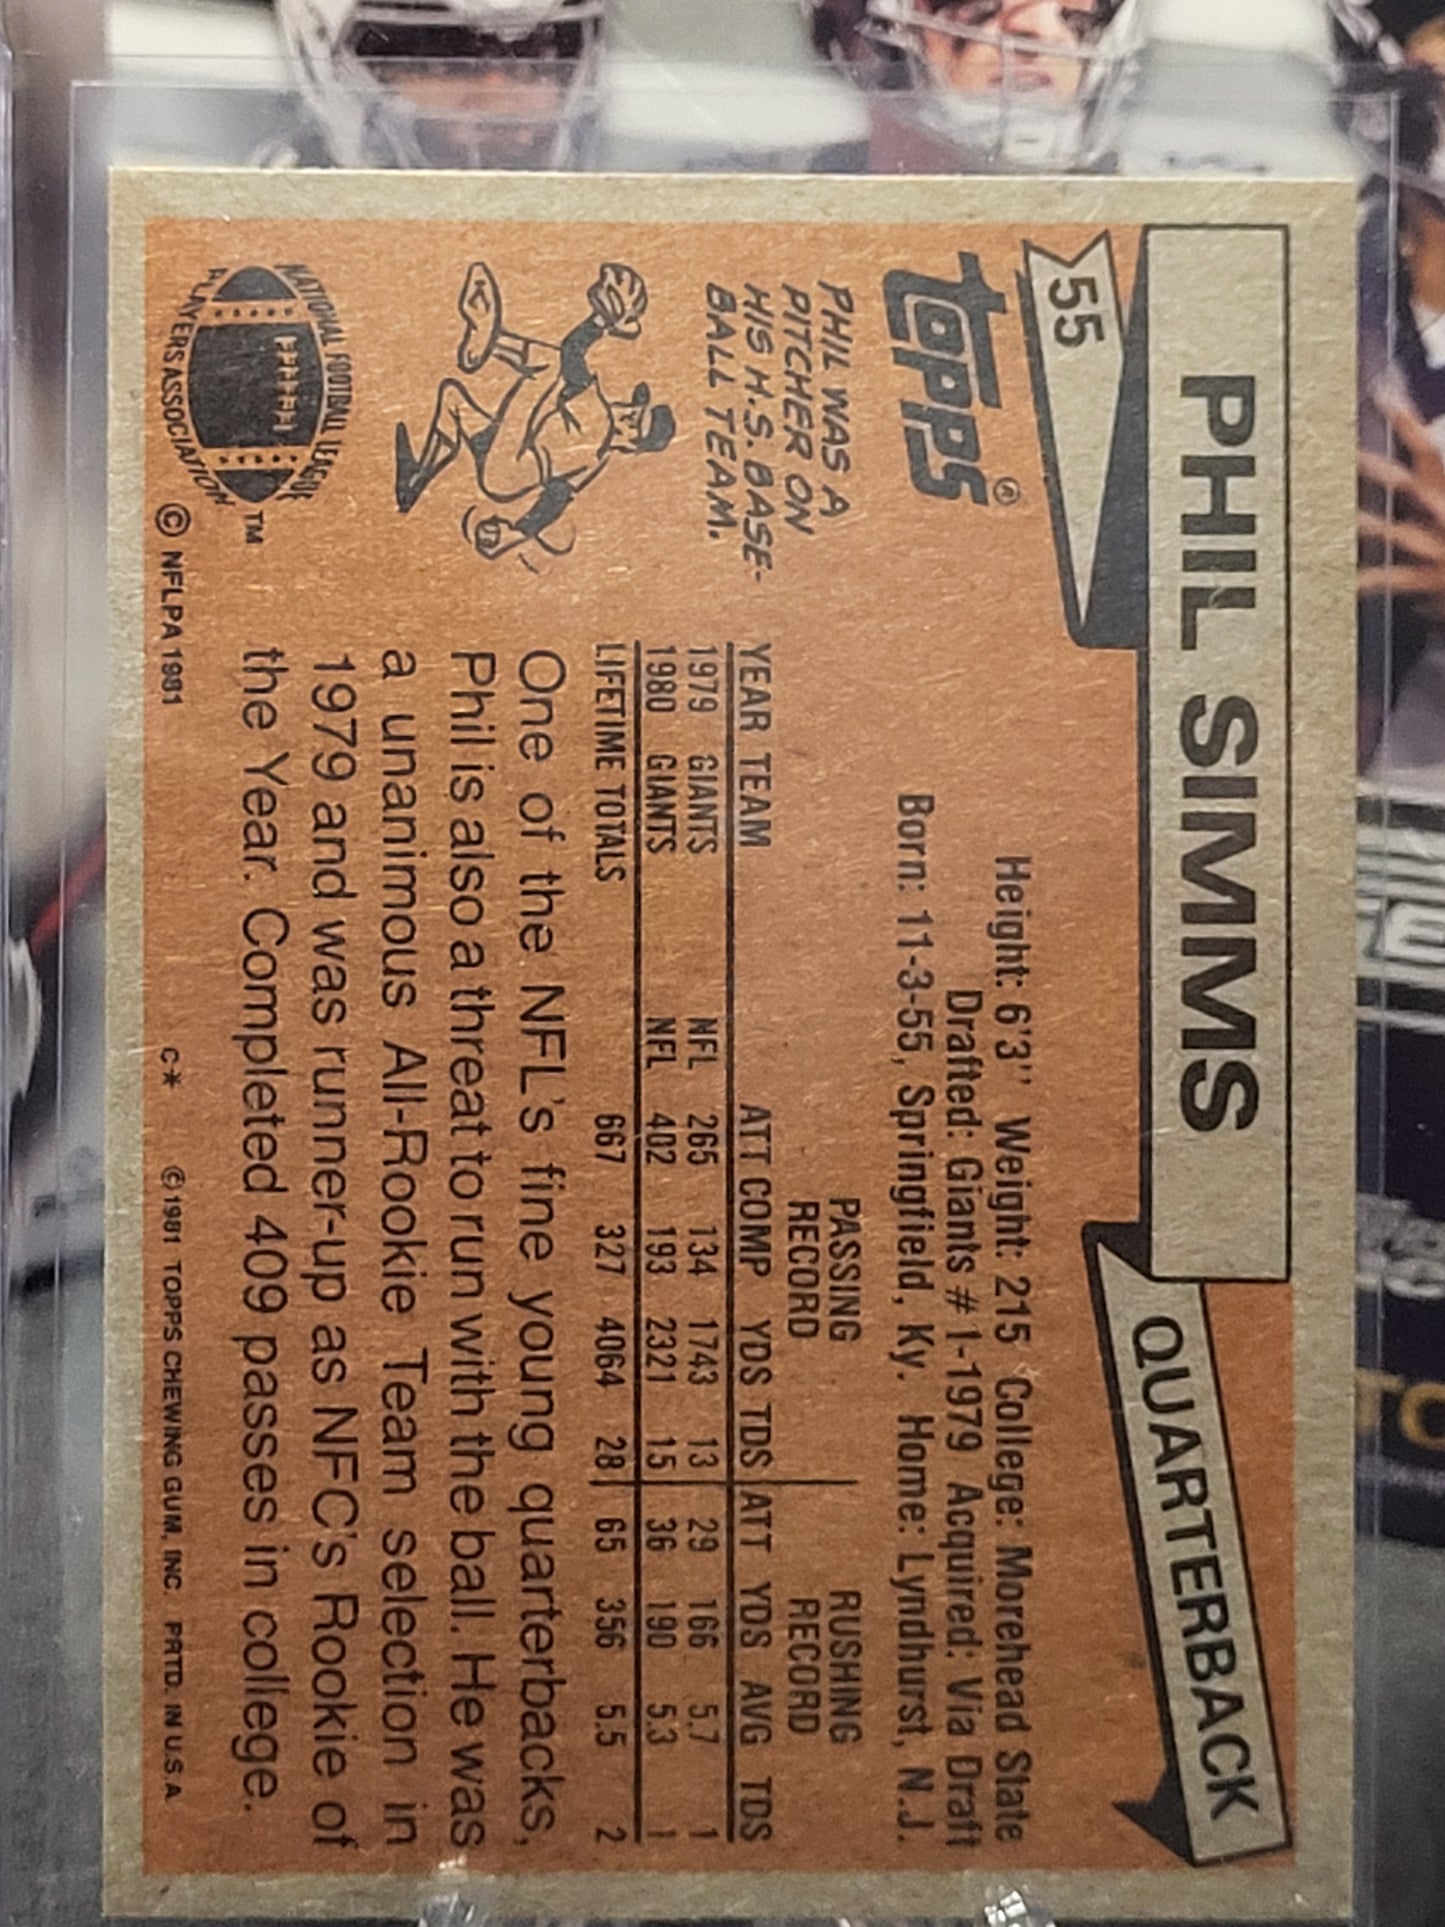 PHIL SIMMS
QUARTERBACK
55
topps®
Height: 6'3" Weight: 215 College: Morehead State
Drafted: Giants #1-1979 Acquired: Via Draft
Born: 11-3-55, Springfield, Ky. Home: Lyndhurst, N.J.
PHIL WAS A
PITCHER ON
HIS H.S. BASE-
BALL TEAM.
PASSING RUSHING
RECORD RECORD
YEAR TEAM ATT COMP YDS TDS ATT YDS AVG TDS
1979 GIANTS NFL 265 134 1743 13 29 166 5.7 1
1980 GIANTS NFL 402 193 2321 15 36 190 5.3 1
LIFETIME TOTALS 667 327 4064 28 65 356 5.5 2
One of the NFL's fine young quarterbacks,
Phil is also a threat to run with the ball. He was
a unanimous All-Rookie Team selection in
1979 and was runner-up as NFC's Rookie of
the Year. Completed 409 passes in college.
NATIONAL FOOTBALL LEAGUE
PLAYERS ASSOCIATION
TM
© NFLPA 1981
C* © 1981 TOPPS CHEWING GUM, INC. PRTD. IN U.S.A.